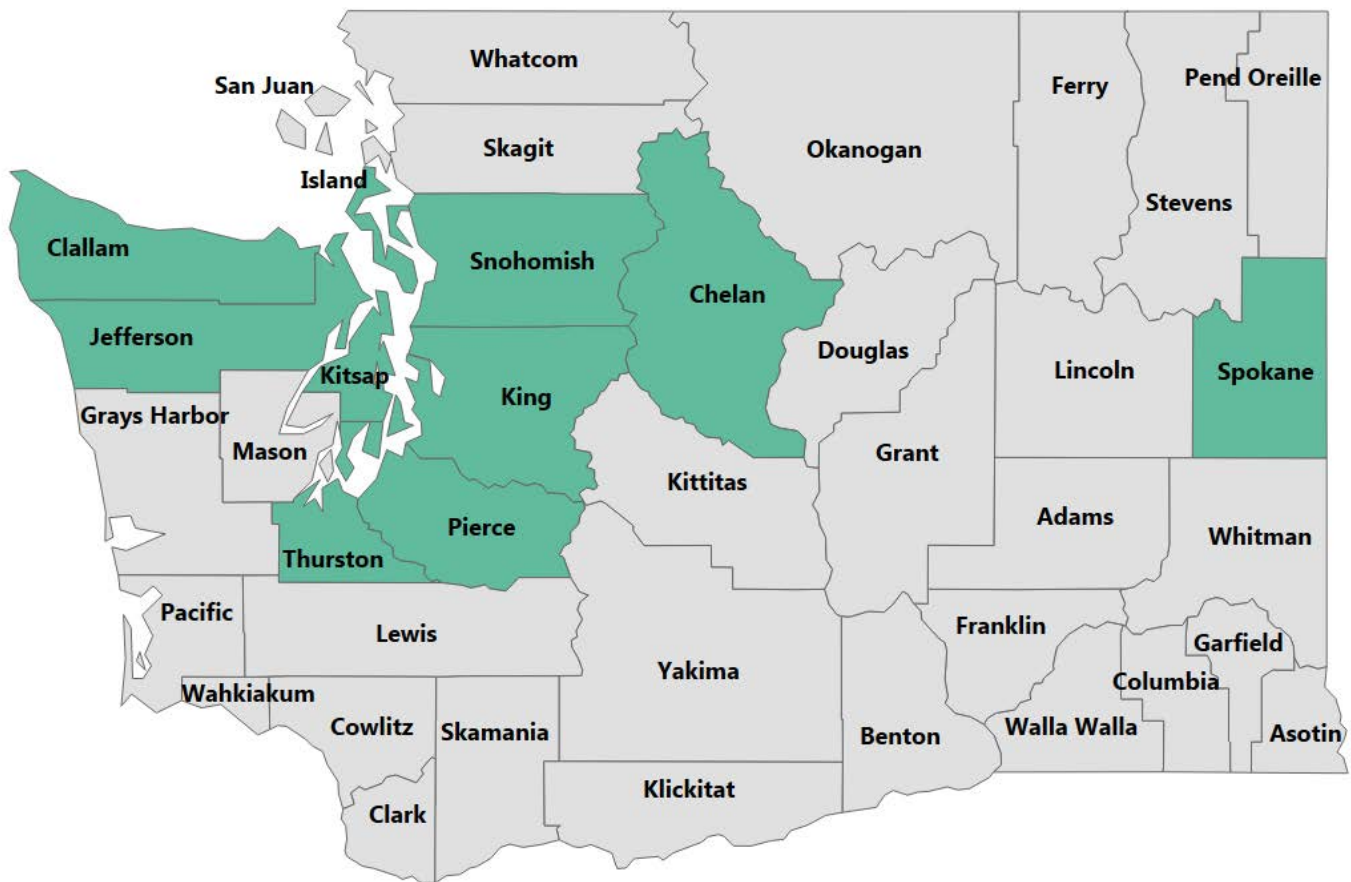 Whatcom
San Juan
Ferry
Pend Oreille
Skagit
Okanogan
Island
Stevens
Clallam
Snohomish
Chelan
Jefferson
Douglas
Lincoln
Spokane
Kitsap
King
Grays Harbor
Mason
Grant
Kittitas
Adams
Pierce
Whitman
Thurston
Pacific
Lewis
Franklin
Garfield
Yakima
Columbia
Wahkiakum
Cowlitz
Skamania
Walla Walla
Benton
Asotin
Klickitat
Clark